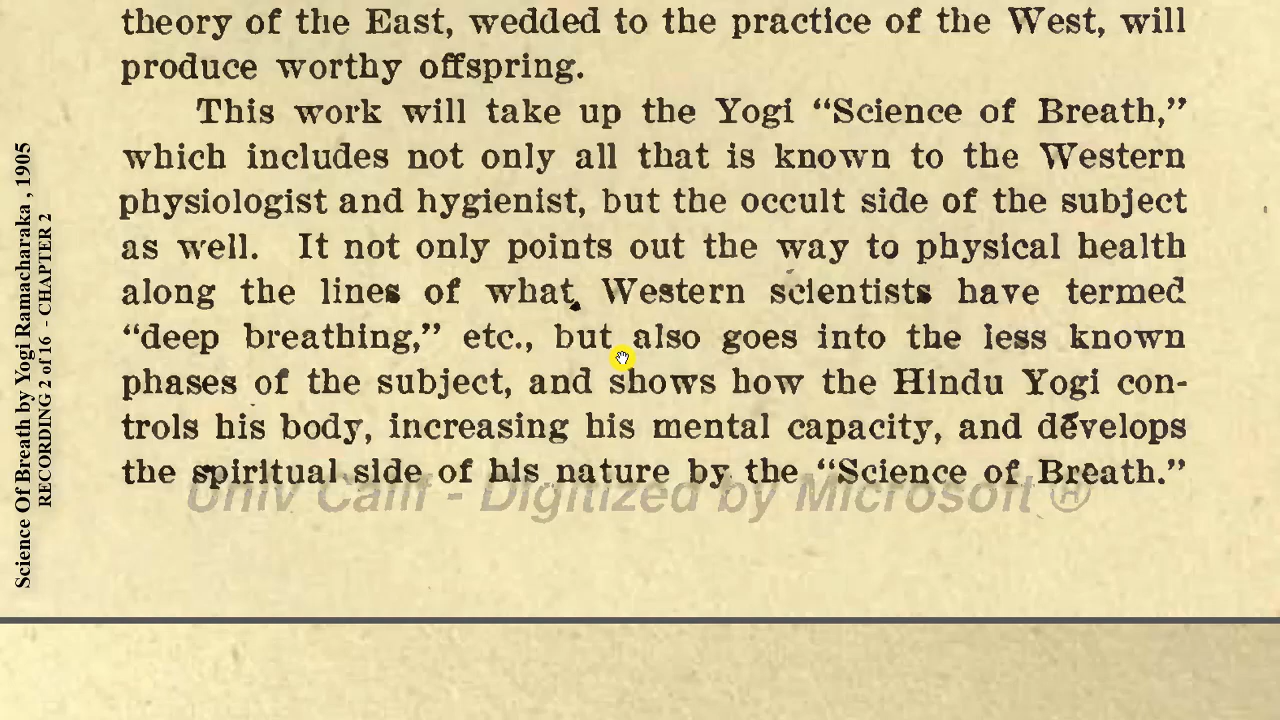 theory of the East, wedded to the practice of the West, will
produce worthy offspring.
This work will take up the Yogi “Science of Breath,”
which includes not only all that is known to the Western
physiologist and hygienist, but the occult side of the subject
as well. It not only points out the way to physical health
along the lines of what Western scientists have termed
“deep breathing,” etc., but also goes into the less known
phases of the subject, and shows how the Hindu Yogi con-
trols his body, increasing his mental capacity, and develops
the spiritual side of his nature by the “Science of Breath.”
Univ Calif - Digitized by Microsoft ®
Science Of Breath by Yogi Ramacharaka , 1905
RECORDING 2 of 16 - CHAPTER 2